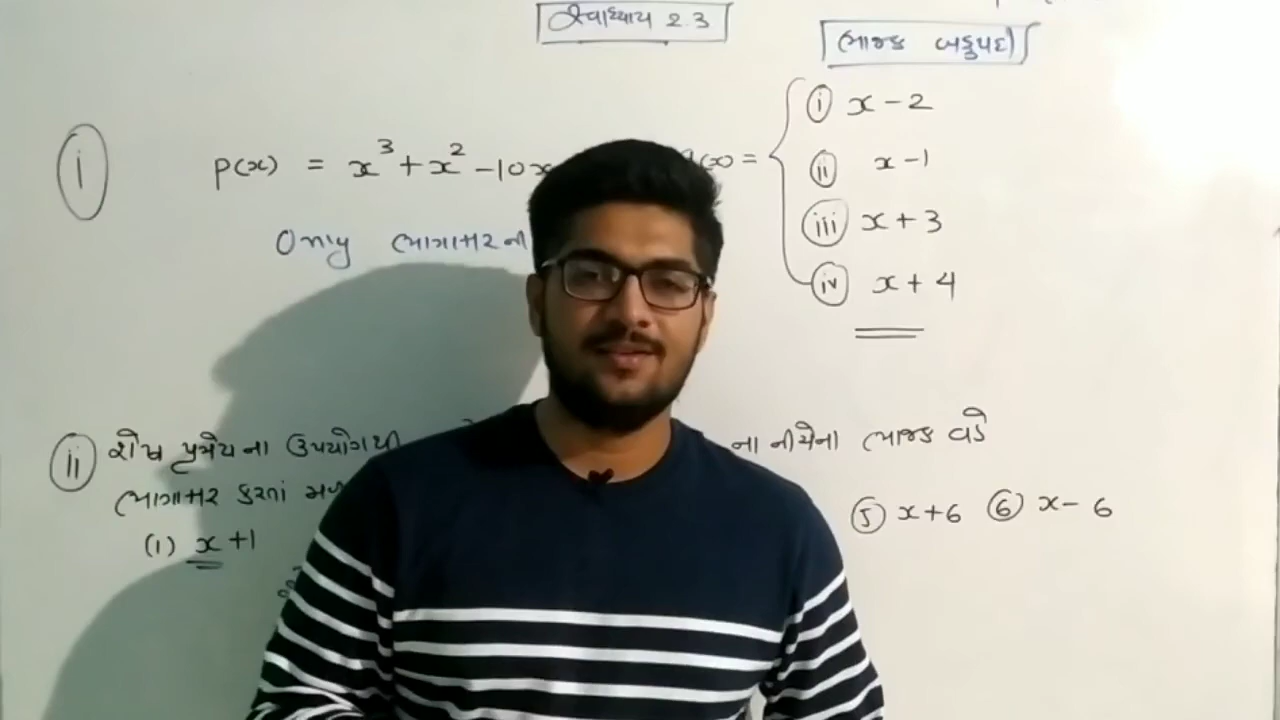 સ્વાધ્યાય 2.3
ભાજક બહુપદી
i p(x) = x³ + x² - 10x (x) =
i x - 2
ii x - 1
iii x + 3
iv x + 4
Only ભાગાકારની
ii શેષ પ્રમેયના ઉપયોગથી ના નીચેના ભાજક વડે
ભાગાકાર કરતાં
(1) x + 1 5 x + 6 6 x - 6